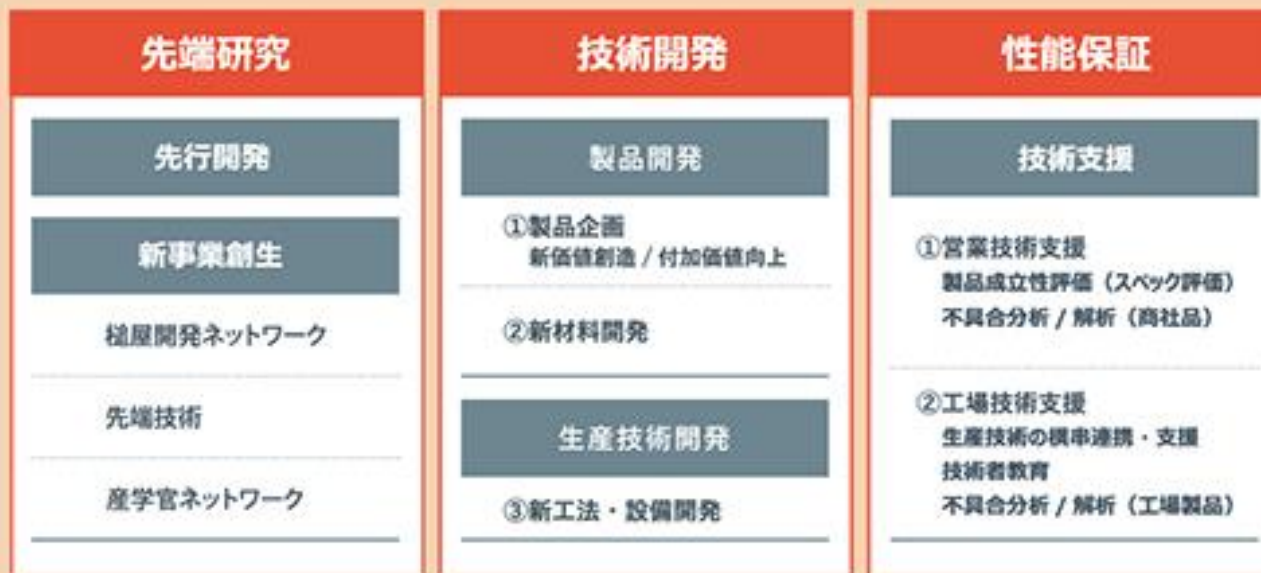 先端研究
先行開発
新事業創生
槌屋開発ネットワーク
先端技術
産学官ネットワーク
技術開発
製品開発
①製品企画
新価値創造 / 付加価値向上
②新材料開発
生産技術開発
③新工法・設備開発
性能保証
技術支援
①営業技術支援
製品成立性評価（スペック評価）
不具合分析 / 解析（商社品）
②工場技術支援
生産技術の横串連携・支援
技術者教育
不具合分析 / 解析（工場製品）